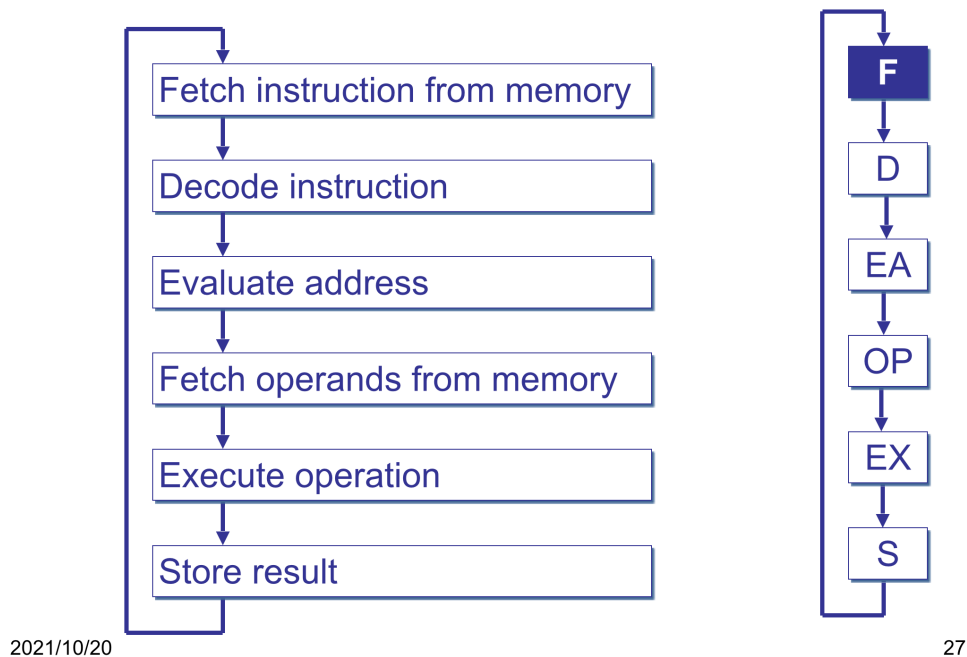 Fetch instruction from memory
Decode instruction
Evaluate address
Fetch operands from memory
Execute operation
Store result
F
D
EA
OP
EX
S
2021/10/20
27